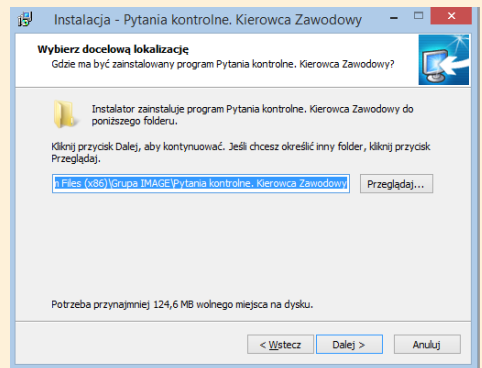 Instalacja - Pytania kontrolne. Kierowca Zawodowy
Wybierz docelową lokalizację
Gdzie ma być zainstalowany program Pytania kontrolne. Kierowca Zawodowy?
Instalator zainstaluje program Pytania kontrolne. Kierowca Zawodowy do
poniższego folderu.
Kliknij przycisk Dalej, aby kontynuować. Jeśli chcesz określić inny folder, kliknij przycisk
Przeglądaj.
n Files (x86)\Grupa IMAGE\Pytania kontrolne. Kierowca Zawodowy
Przeglądaj...
Potrzeba przynajmniej 124,6 MB wolnego miejsca na dysku.
< Wstecz
Dalej >
Anuluj